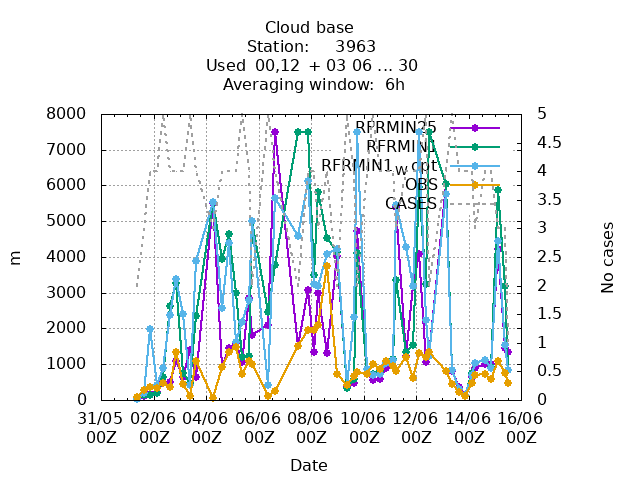 Cloud base
Station: 3963
Used 00,12 + 03 06 ... 30
Averaging window: 6h
8000
7000
6000
5000
4000
3000
2000
1000
0
m
5
4.5
4
3.5
3
2.5
2
1.5
1
0.5
0
No cases
RFRMIN25
RFRMIN1
RFRMIN1_w_opt
OBS
CASES
31/05 02/06 04/06 06/06 08/06 10/06 12/06 14/06 16/06
00Z 00Z 00Z 00Z 00Z 00Z 00Z 00Z 00Z
Date